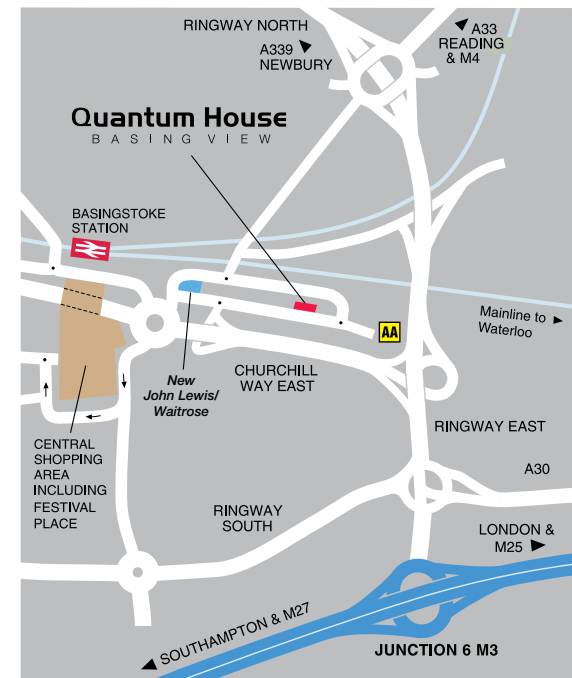 RINGWAY NORTH
A339
NEWBURY
A33
READING
& M4
Quantum House
BASING VIEW
BASINGSTOKE
STATION
Mainline to
Waterloo
AA
New
John Lewis/
Waitrose
CHURCHILL
WAY EAST
RINGWAY EAST
CENTRAL
SHOPPING
AREA
INCLUDING
FESTIVAL
PLACE
A30
RINGWAY
SOUTH
LONDON &
M25
SOUTHAMPTON & M27
JUNCTION 6 M3